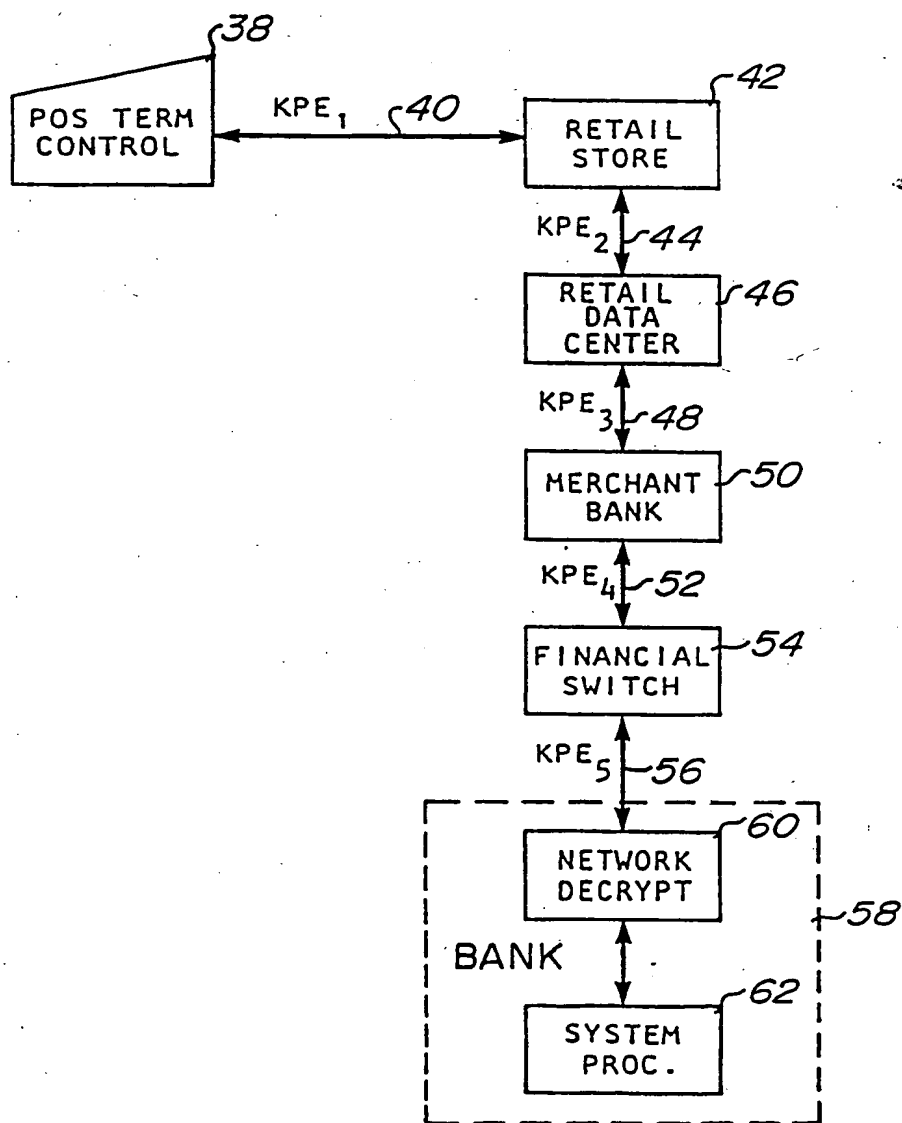 38
POS TERM
CONTROL
KPE1
40
42
RETAIL
STORE
KPE2
44
RETAIL
DATA
CENTER
46
KPE3
48
MERCHANT
BANK
50
KPE4
52
FINANCIAL
SWITCH
54
KPE5
56
60
NETWORK
DECRYPT
58
BANK
62
SYSTEM
PROC.